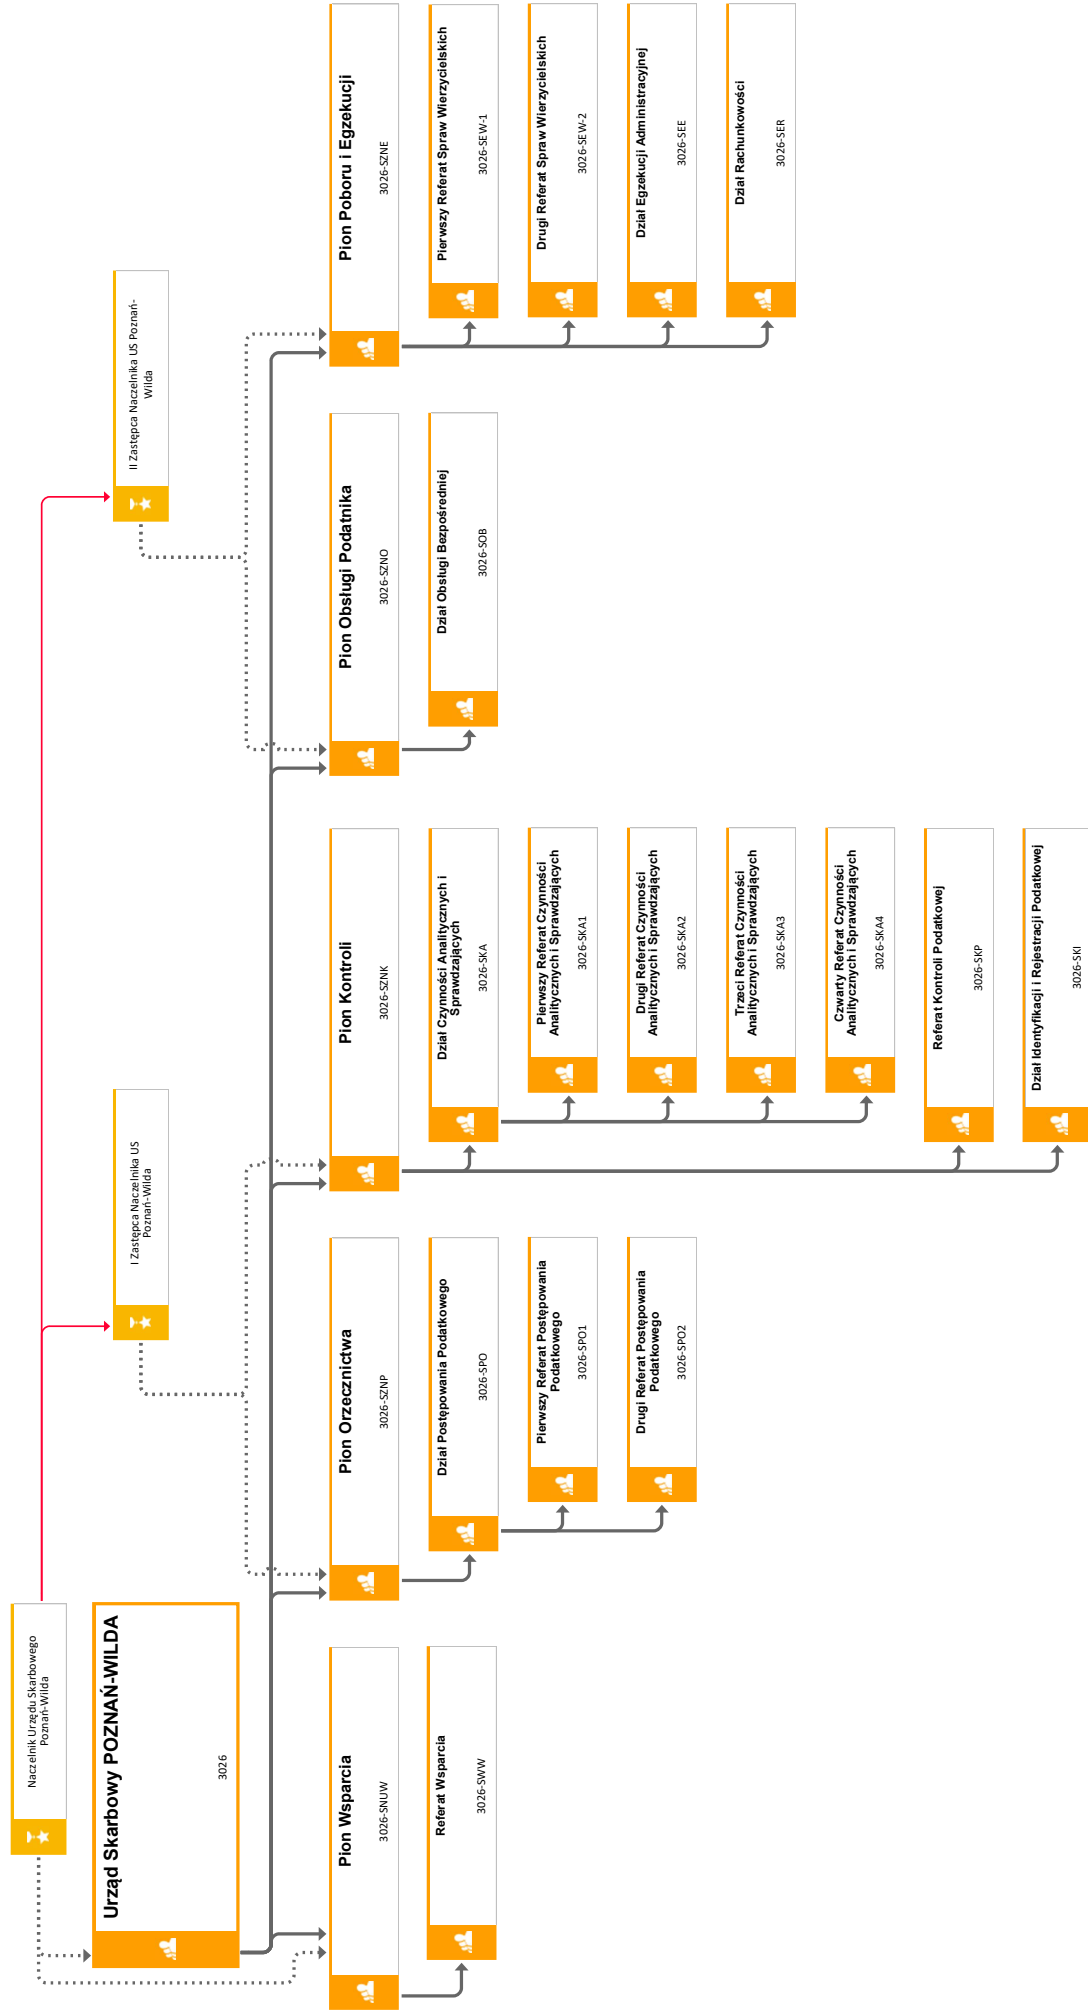 Naczelnik Urzędu Skarbowego
Poznań-Wilda
Urząd Skarbowy POZNAŃ-WILDA
3026
I Zastępca Naczelnika US
Poznań-Wilda
II Zastępca Naczelnika US Poznań-
Wilda
Pion Wsparcia
3026-SNUW
Referat Wsparcia
3026-SWW
Pion Orzecznictwa
3026-SZNP
Dział Postępowania Podatkowego
3026-SPO
Pierwszy Referat Postępowania
Podatkowego
3026-SPO1
Drugi Referat Postępowania
Podatkowego
3026-SPO2
Pion Kontroli
3026-SZNK
Dział Czynności Analitycznych i
Sprawdzających
3026-SKA
Pierwszy Referat Czynności
Analitycznych i Sprawdzających
3026-SKA1
Drugi Referat Czynności
Analitycznych i Sprawdzających
3026-SKA2
Trzeci Referat Czynności
Analitycznych i Sprawdzających
3026-SKA3
Czwarty Referat Czynności
Analitycznych i Sprawdzających
3026-SKA4
Referat Kontroli Podatkowej
3026-SKP
Dział Identyfikacji i Rejestracji Podatkowej
3026-SKI
Pion Obsługi Podatnika
3026-SZNO
Dział Obsługi Bezpośredniej
3026-SOB
Pion Poboru i Egzekucji
3026-SZNE
Pierwszy Referat Spraw Wierzycielskich
3026-SEW-1
Drugi Referat Spraw Wierzycielskich
3026-SEW-2
Dział Egzekucji Administracyjnej
3026-SEE
Dział Rachunkowości
3026-SER